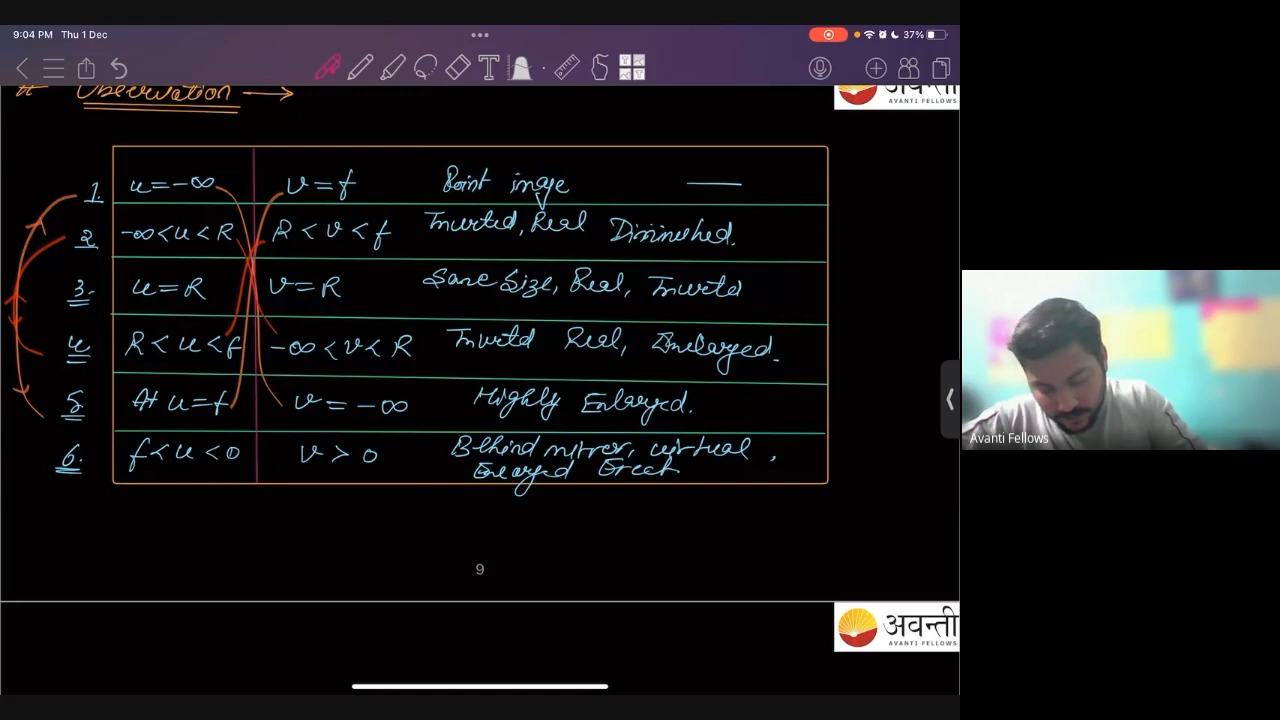 9:04 PM Thu 1 Dec
37%
Observation →
अवन्ती
AVANTI FELLOWS
1. u = -∞ v = f Point image ——
2 -∞ < u < R R < v < f Inverted, Real Diminished.
3. u = R v = R Same Size, Real, Inverted
4 R < u < f -∞ < v < R Inverted Real, Enlarged.
5 At u = f v = -∞ Highly Enlarged.
6. f < u < 0 v > 0 Behind mirror, virtual,
Enlarged Erect
9
अवन्ती
AVANTI FELLOWS
Avanti Fellows